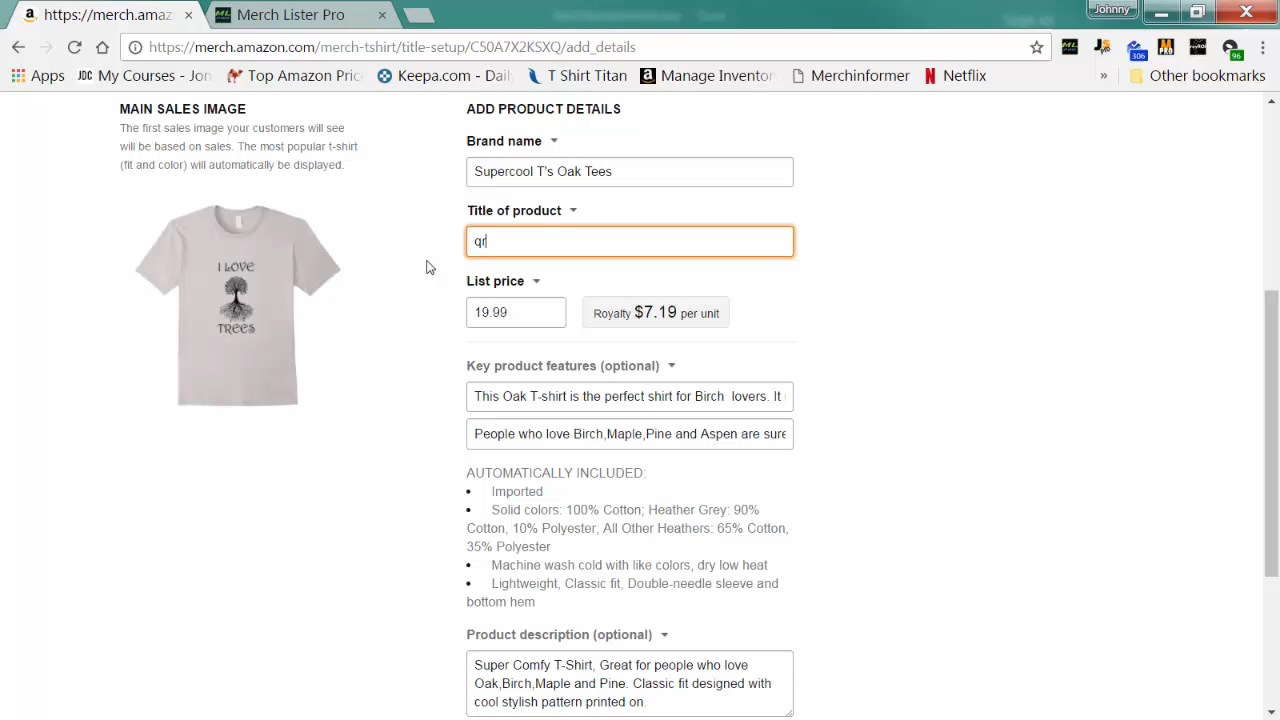 https://merch.amaz
Merch Lister Pro
Johnny
https://merch.amazon.com/merch-tshirt/title-setup/C50A7X2KSXQ/add_details
306
PRO
96
Apps
JDC My Courses - Jon
Top Amazon Pric
Keepa.com - Daily
T Shirt Titan
Manage Inventor
Merchinformer
Netflix
»
Other bookmarks
MAIN SALES IMAGE
The first sales image your customers will see
will be based on sales. The most popular t-shirt
(fit and color) will automatically be displayed.
I LOVE
TREES
ADD PRODUCT DETAILS
Brand name
Supercool T's Oak Tees
Title of product
qr
List price
19.99
Royalty $7.19 per unit
Key product features (optional)
This Oak T-shirt is the perfect shirt for Birch lovers. It
People who love Birch,Maple,Pine and Aspen are sure
AUTOMATICALLY INCLUDED:
• Imported
• Solid colors: 100% Cotton; Heather Grey: 90%
Cotton, 10% Polyester, All Other Heathers: 65% Cotton,
35% Polyester
• Machine wash cold with like colors, dry low heat
• Lightweight, Classic fit, Double-needle sleeve and
bottom hem
Product description (optional)
Super Comfy T-Shirt, Great for people who love
Oak,Birch,Maple and Pine. Classic fit designed with
cool stylish pattern printed on.